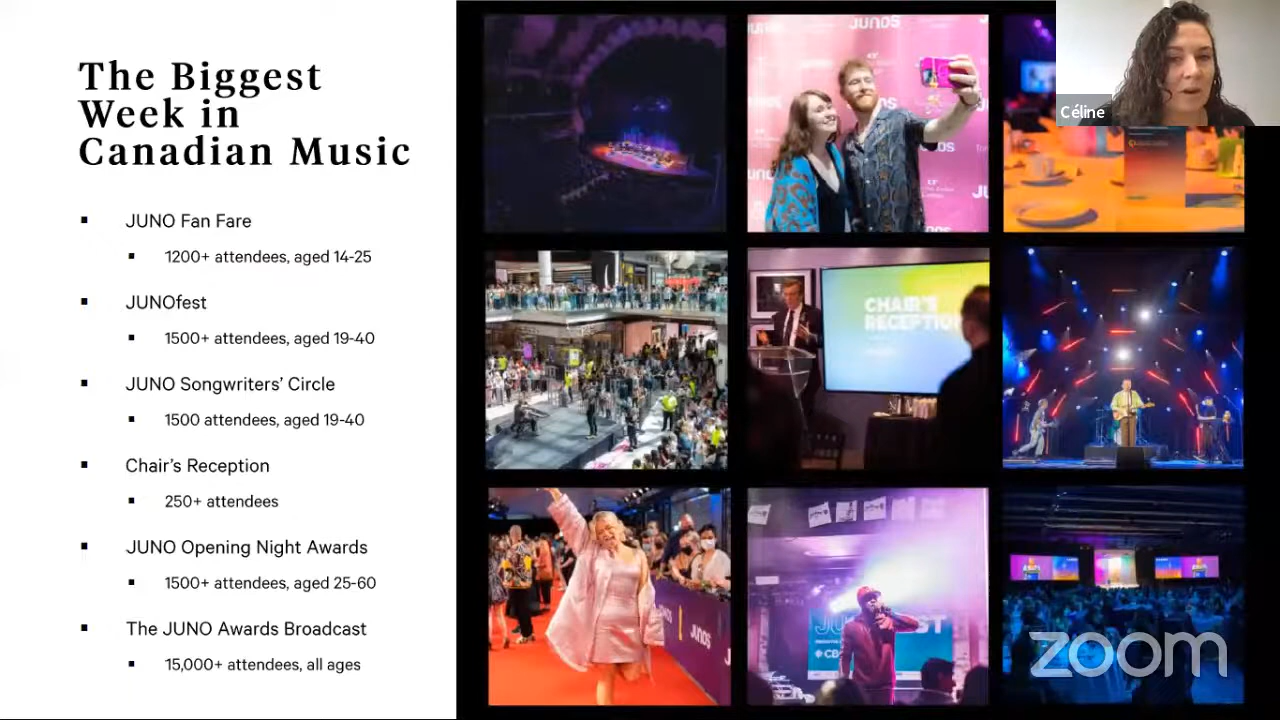 The Biggest
Week in
Canadian Music
▪ JUNO Fan Fare
▪ 1200+ attendees, aged 14-25
▪ JUNOfest
▪ 1500+ attendees, aged 19-40
▪ JUNO Songwriters’ Circle
▪ 1500 attendees, aged 19-40
▪ Chair’s Reception
▪ 250+ attendees
▪ JUNO Opening Night Awards
▪ 1500+ attendees, aged 25-60
▪ The JUNO Awards Broadcast
▪ 15,000+ attendees, all ages
JUNOS
Céline
CHAIR'S
RECEPTION
JUNOS
zoom